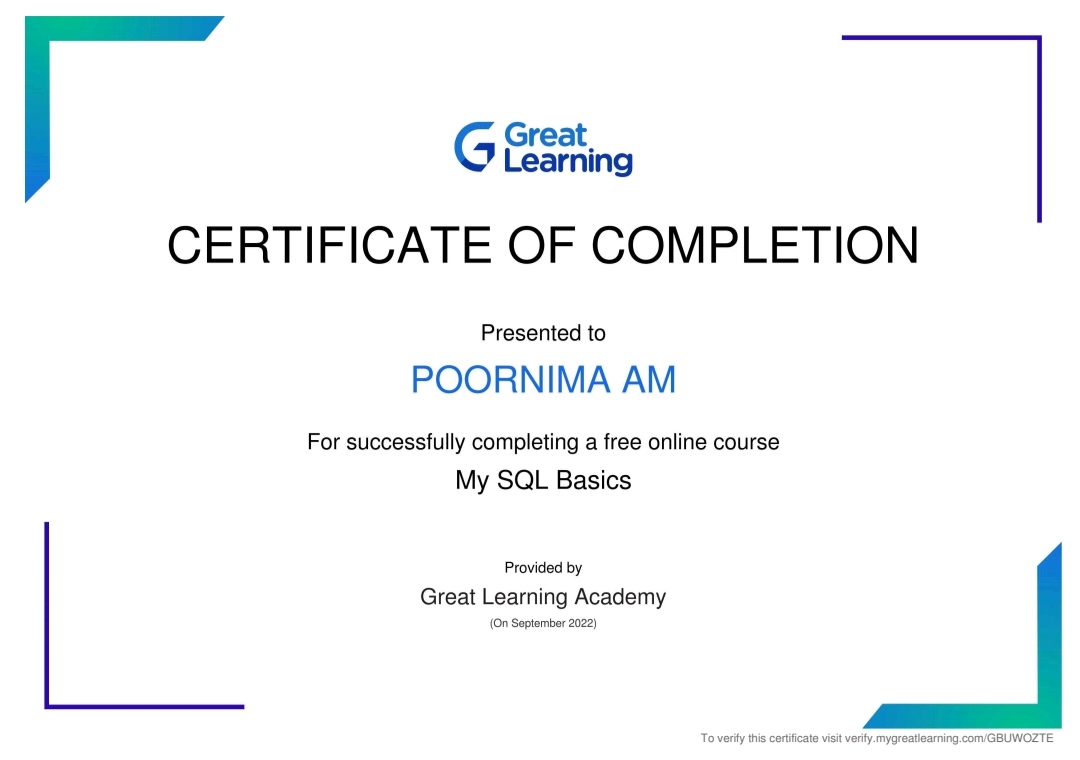 Great
Learning
CERTIFICATE OF COMPLETION
Presented to
POORNIMA AM
For successfully completing a free online course
My SQL Basics
Provided by
Great Learning Academy
(On September 2022)
To verify this certificate visit verify.mygreatlearning.com/GBUWOZTE